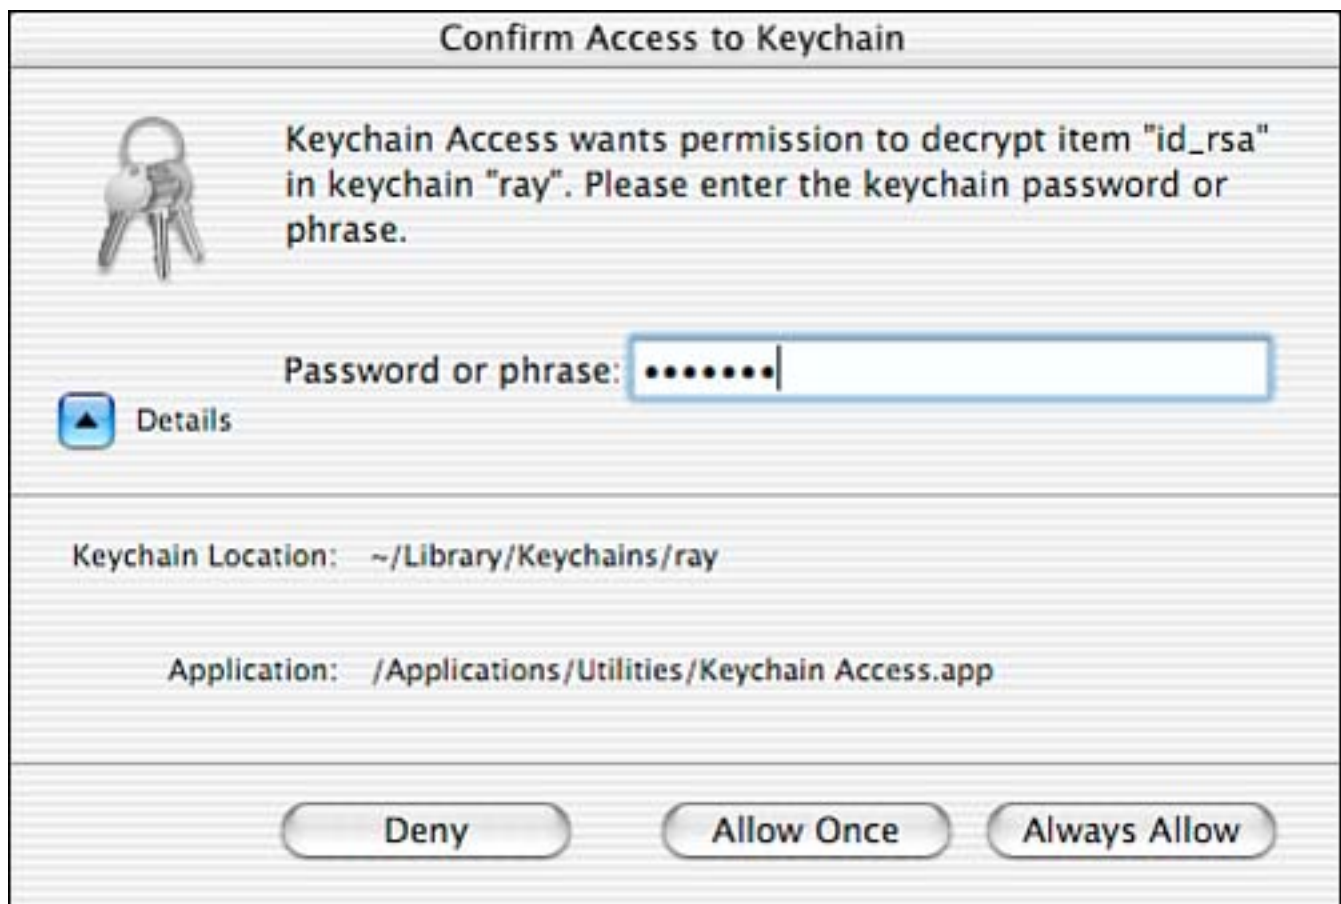 Confirm Access to Keychain
Keychain Access wants permission to decrypt item "id_rsa"
in keychain "ray". Please enter the keychain password or
phrase.
Password or phrase: •••••••
Details
Keychain Location: ~/Library/Keychains/ray
Application: /Applications/Utilities/Keychain Access.app
Deny Allow Once Always Allow